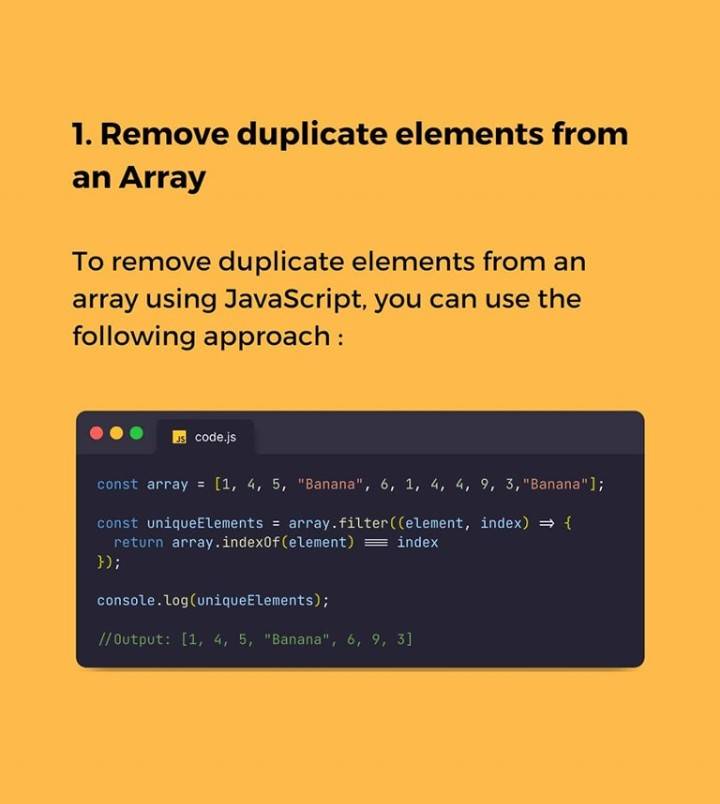 1. Remove duplicate elements from
an Array
To remove duplicate elements from an
array using JavaScript, you can use the
following approach :
JS code.js
const array = [1, 4, 5, "Banana", 6, 1, 4, 4, 9, 3,"Banana"];
const uniqueElements = array.filter((element, index) => {
  return array.indexOf(element) === index
});
console.log(uniqueElements);
//Output: [1, 4, 5, "Banana", 6, 9, 3]